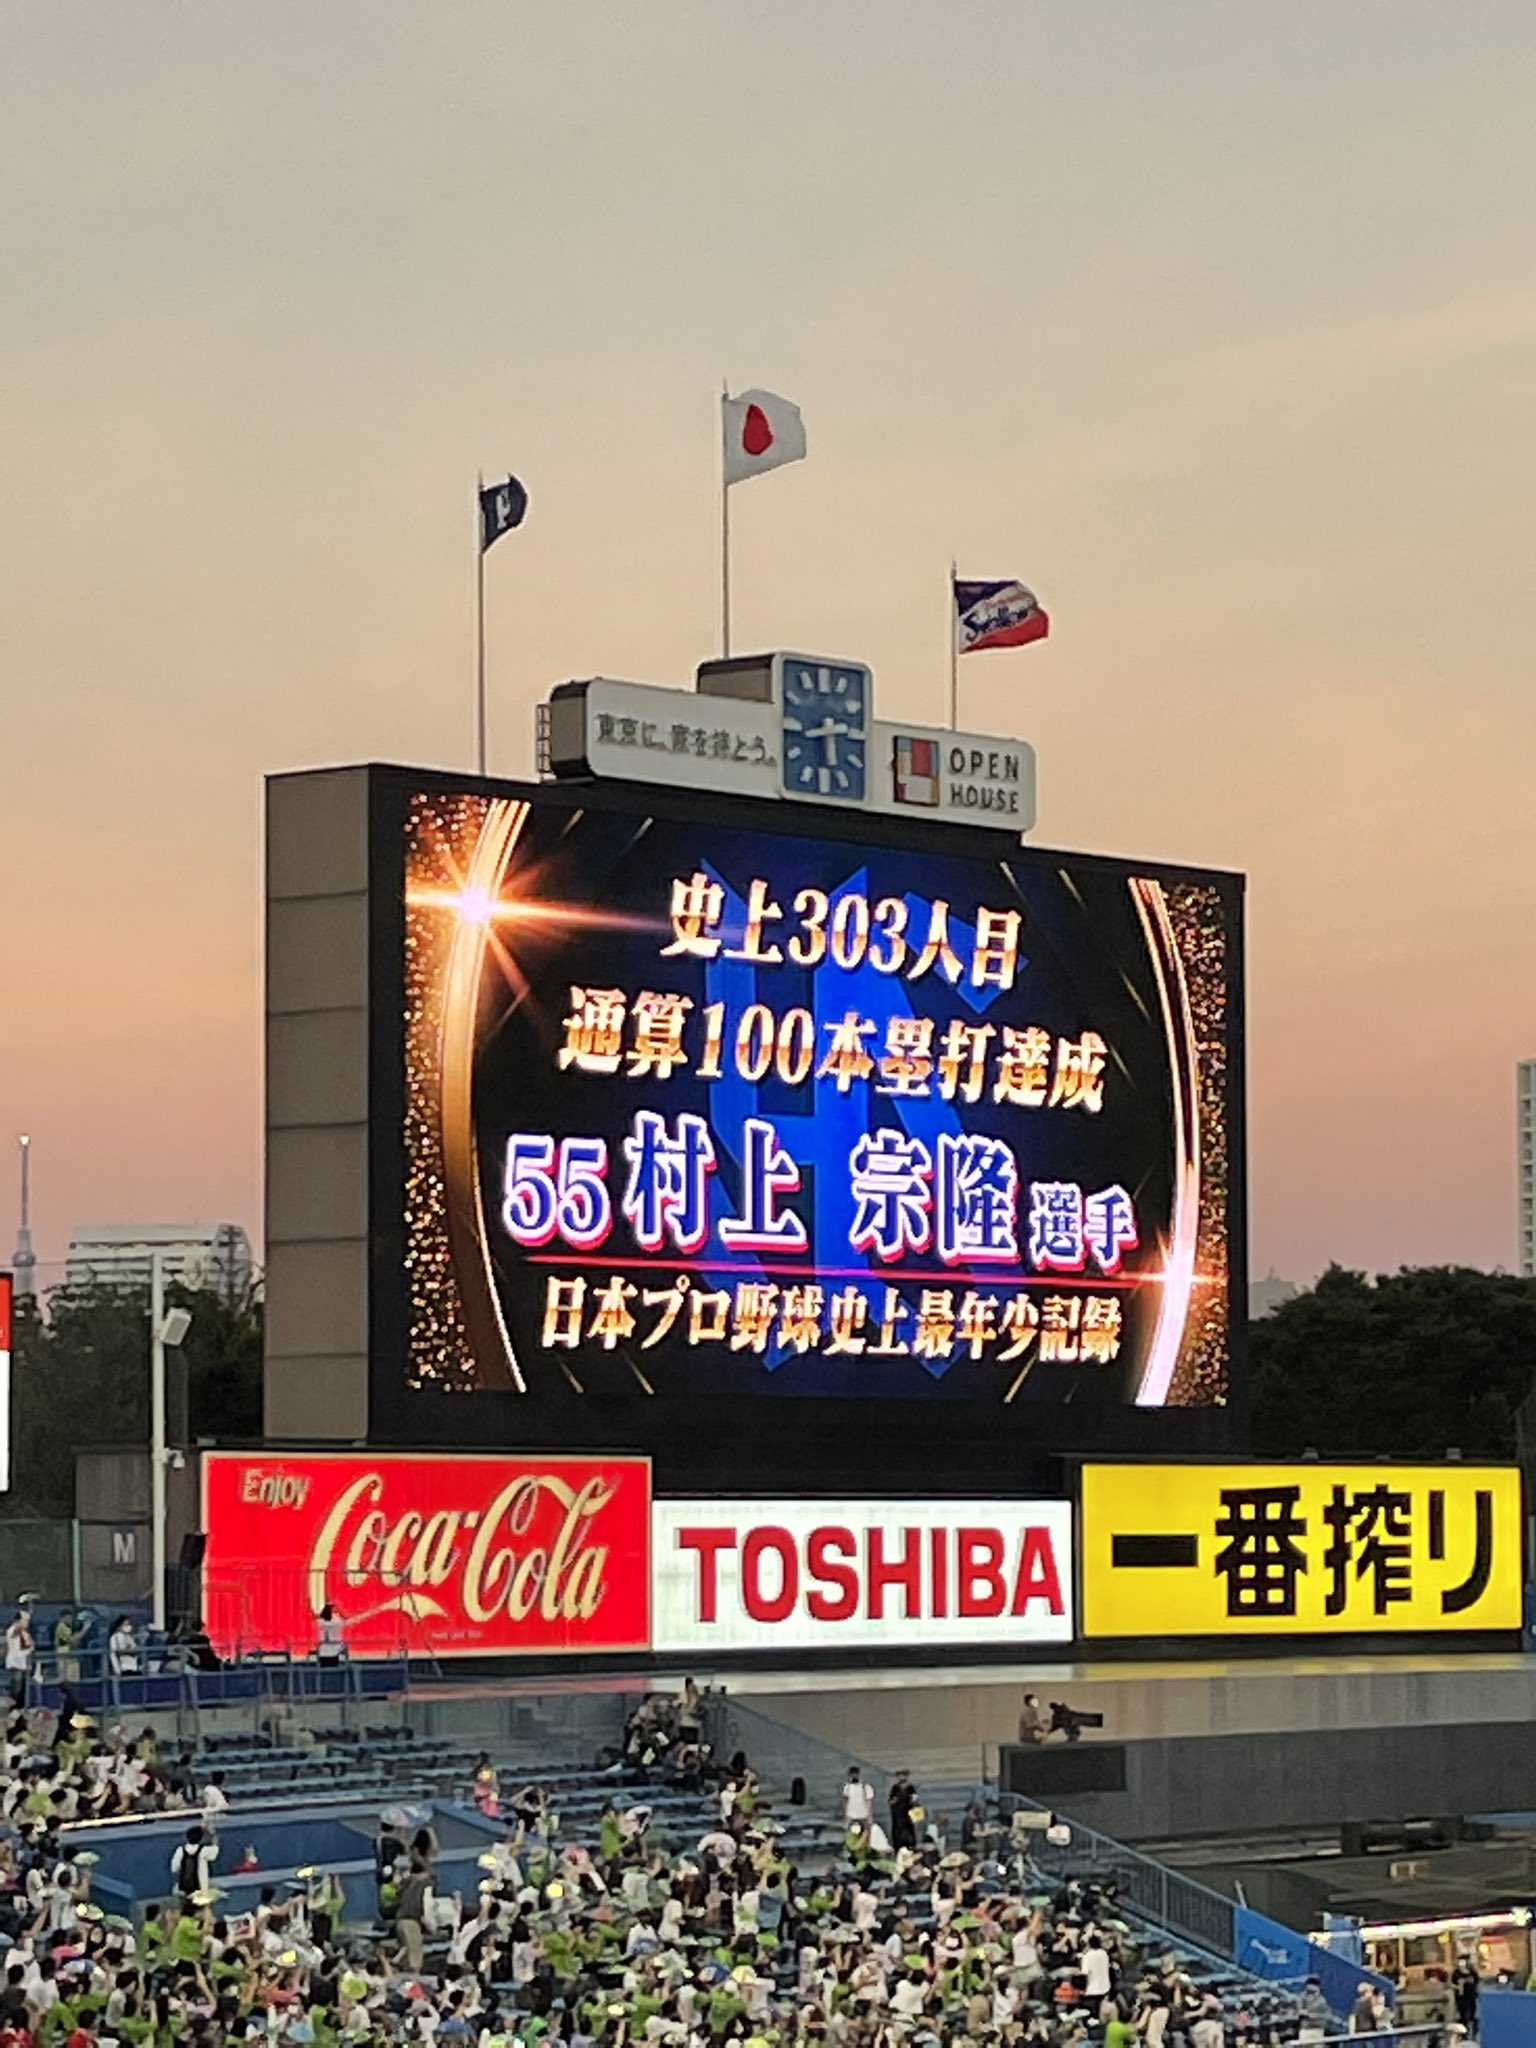 P
Swallows
東京に、家を持とう。
OPEN
HOUSE
史上303人目
通算100本塁打達成
55 村上 宗隆 選手
日本プロ野球史上最年少記録
Enjoy
Coca-Cola
TOSHIBA
一番搾り
M